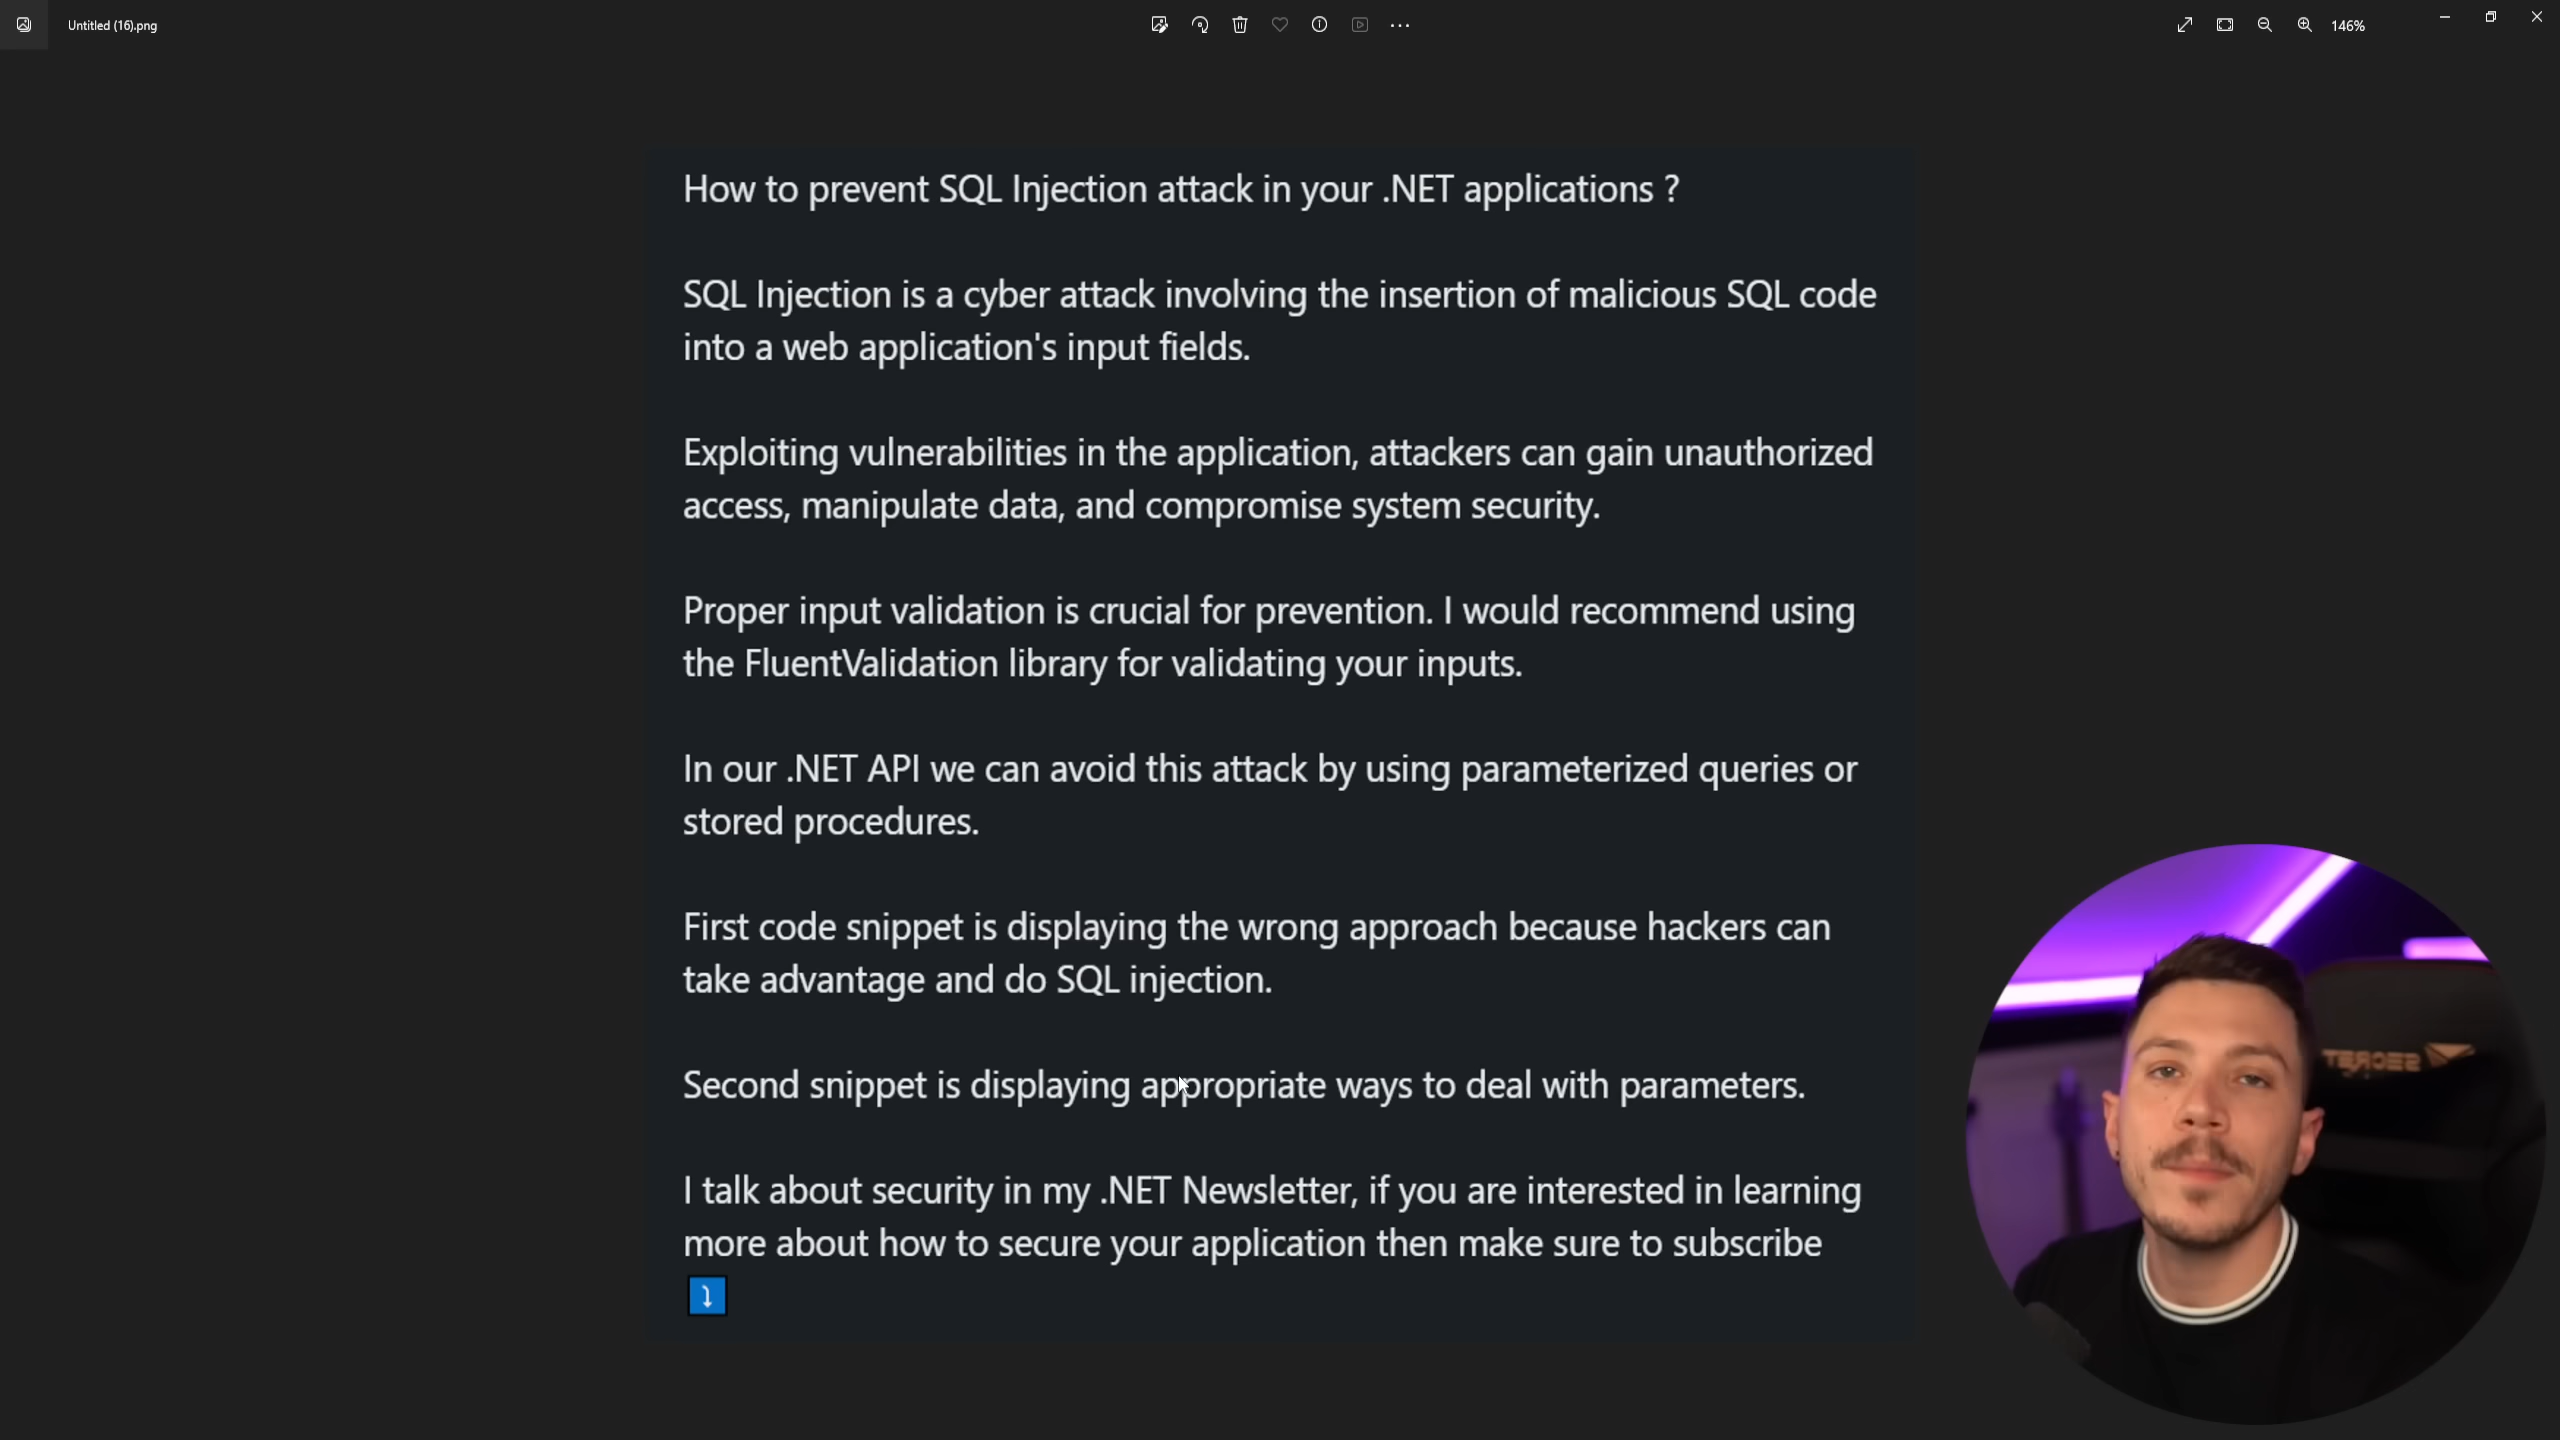 Untitled (16).png
146%
How to prevent SQL Injection attack in your .NET applications ?
SQL Injection is a cyber attack involving the insertion of malicious SQL code
into a web application's input fields.
Exploiting vulnerabilities in the application, attackers can gain unauthorized
access, manipulate data, and compromise system security.
Proper input validation is crucial for prevention. I would recommend using
the FluentValidation library for validating your inputs.
In our .NET API we can avoid this attack by using parameterized queries or
stored procedures.
First code snippet is displaying the wrong approach because hackers can
take advantage and do SQL injection.
Second snippet is displaying appropriate ways to deal with parameters.
I talk about security in my .NET Newsletter, if you are interested in learning
more about how to secure your application then make sure to subscribe
SECRET